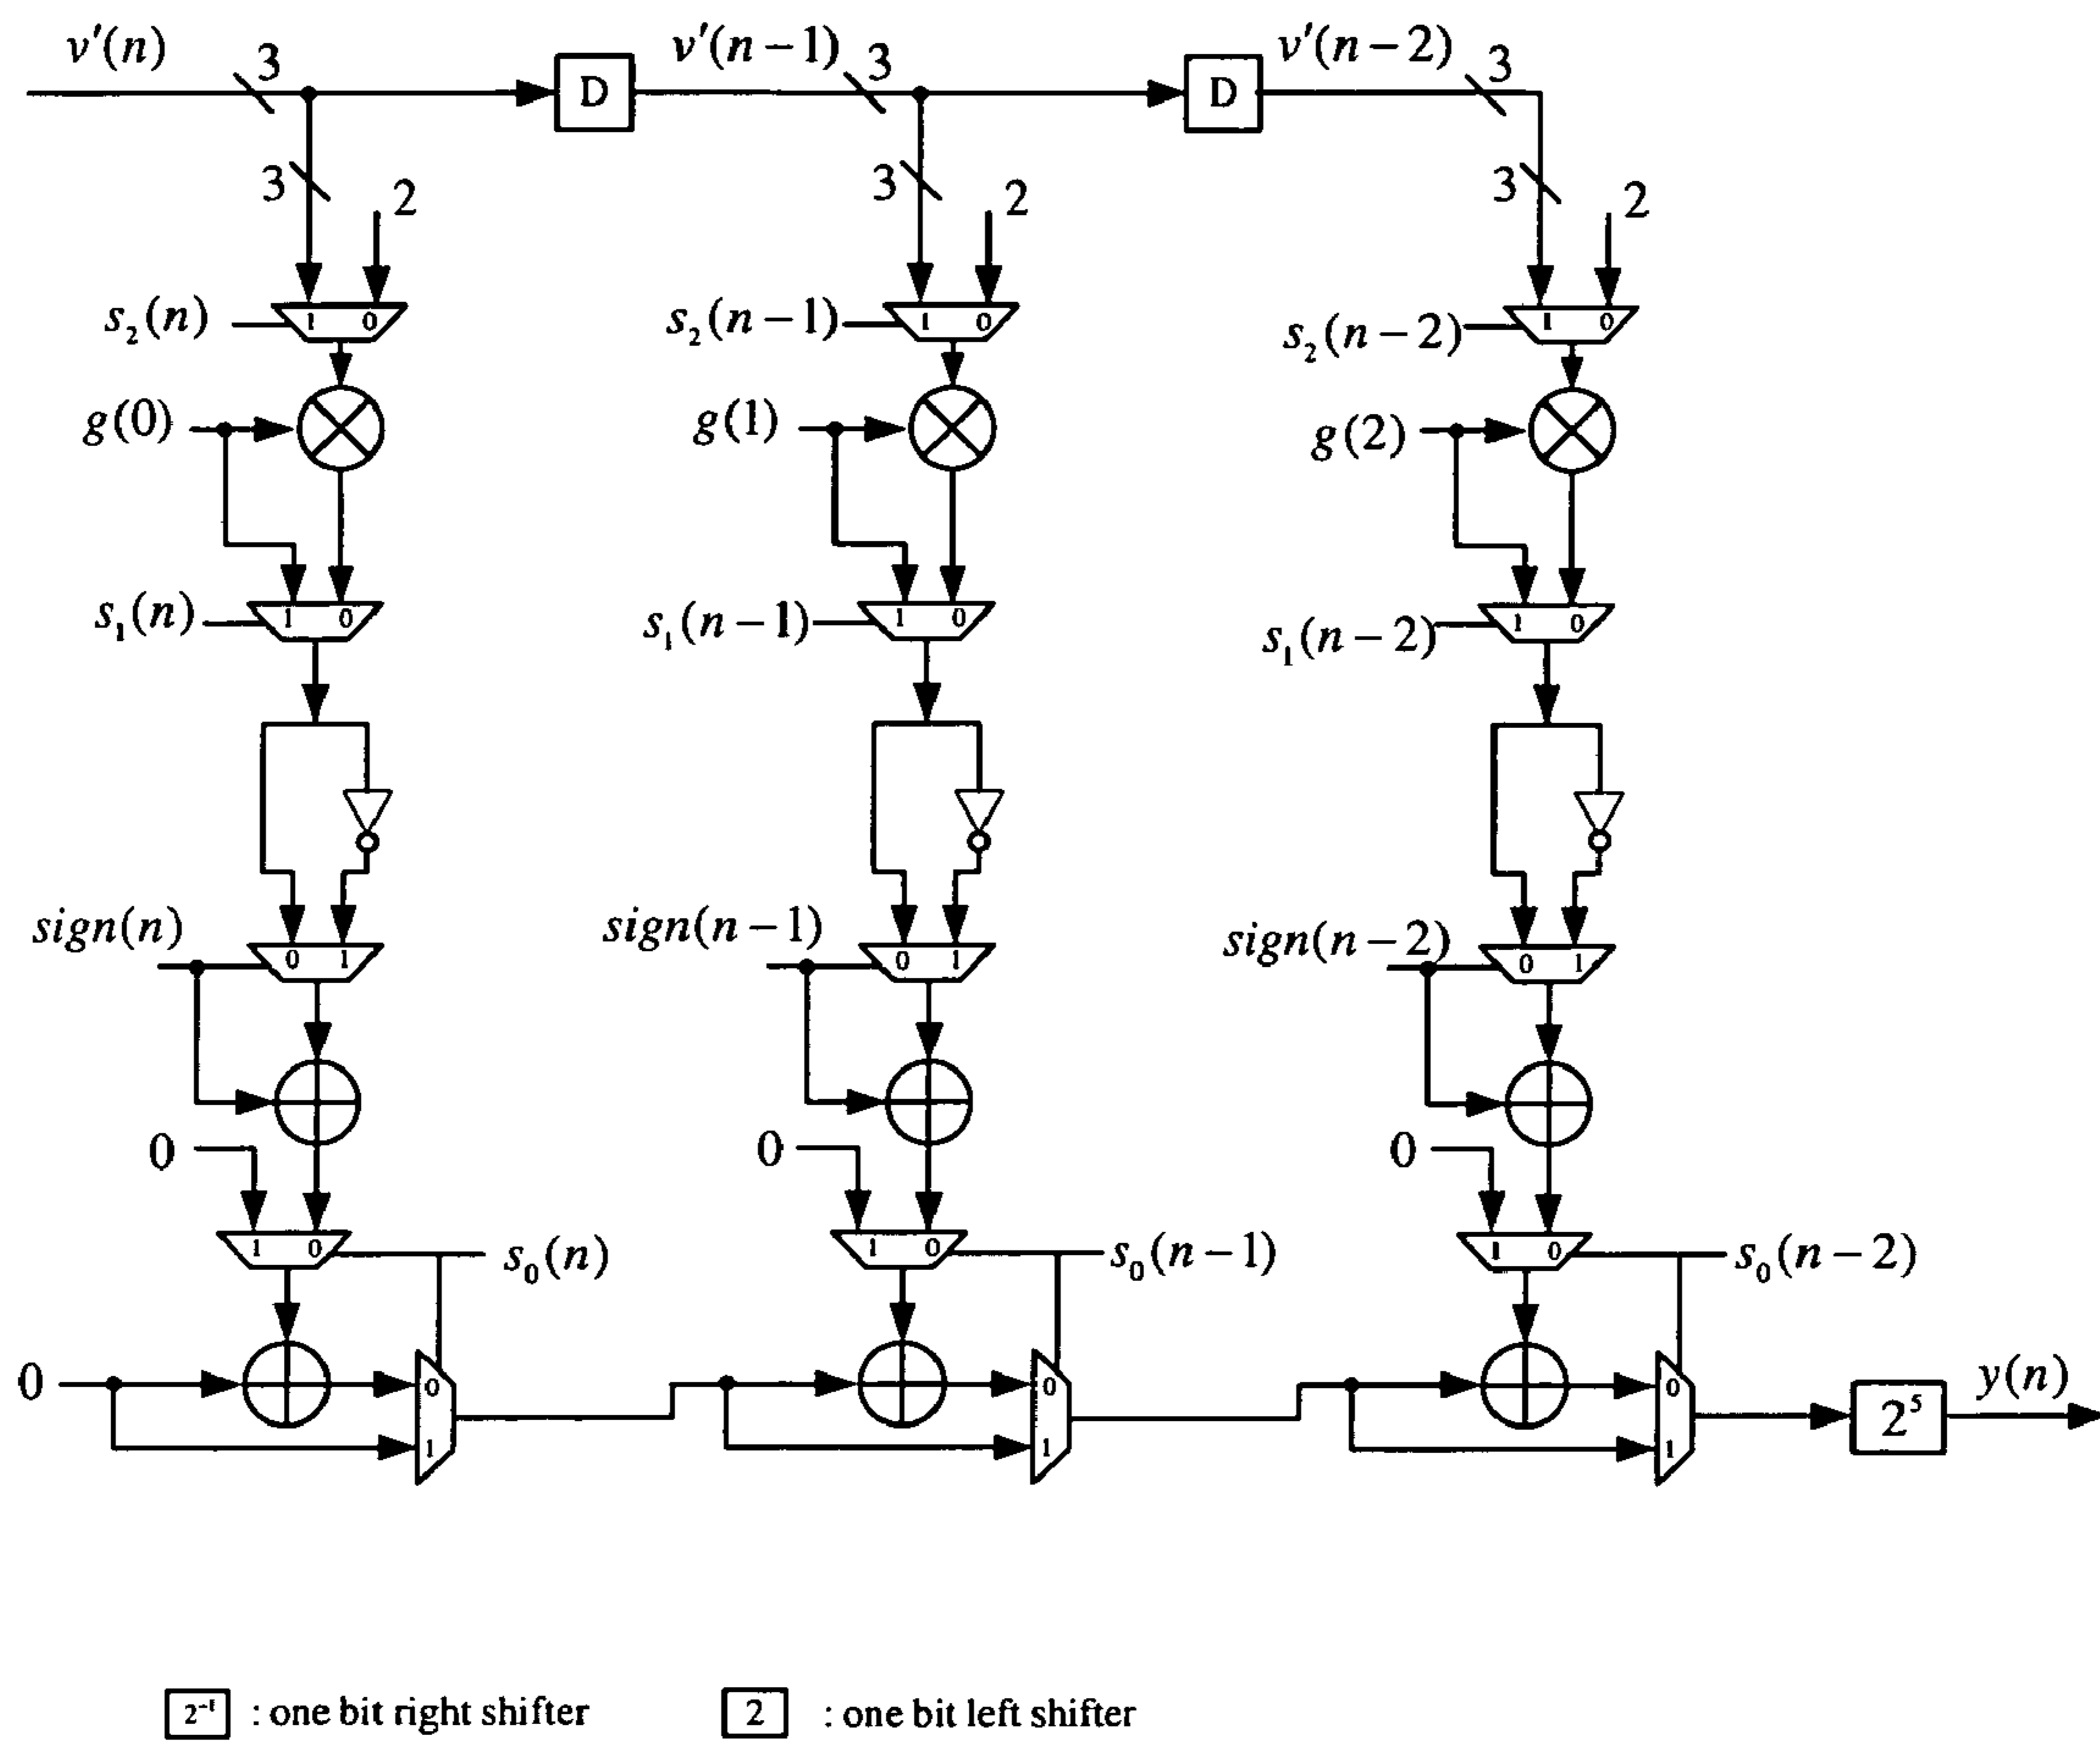 v'(n) 3 D v'(n−1) 3 D v'(n−2) 3
3 2 3 2 3 2
s₂(n) 1 0 s₂(n−1) 1 0 s₂(n−2) 1 0
g(0) g(1) g(2)
s₁(n) 1 0 s₁(n−1) 1 0 s₁(n−2) 1 0
sign(n) 0 1 sign(n−1) 0 1 sign(n−2) 0 1
0 0 0
1 0 s₀(n) 1 0 s₀(n−1) 1 0 s₀(n−2)
0 0 0 0 2⁵ y(n)
1 1 1
2⁻¹ : one bit right shifter 2 : one bit left shifter